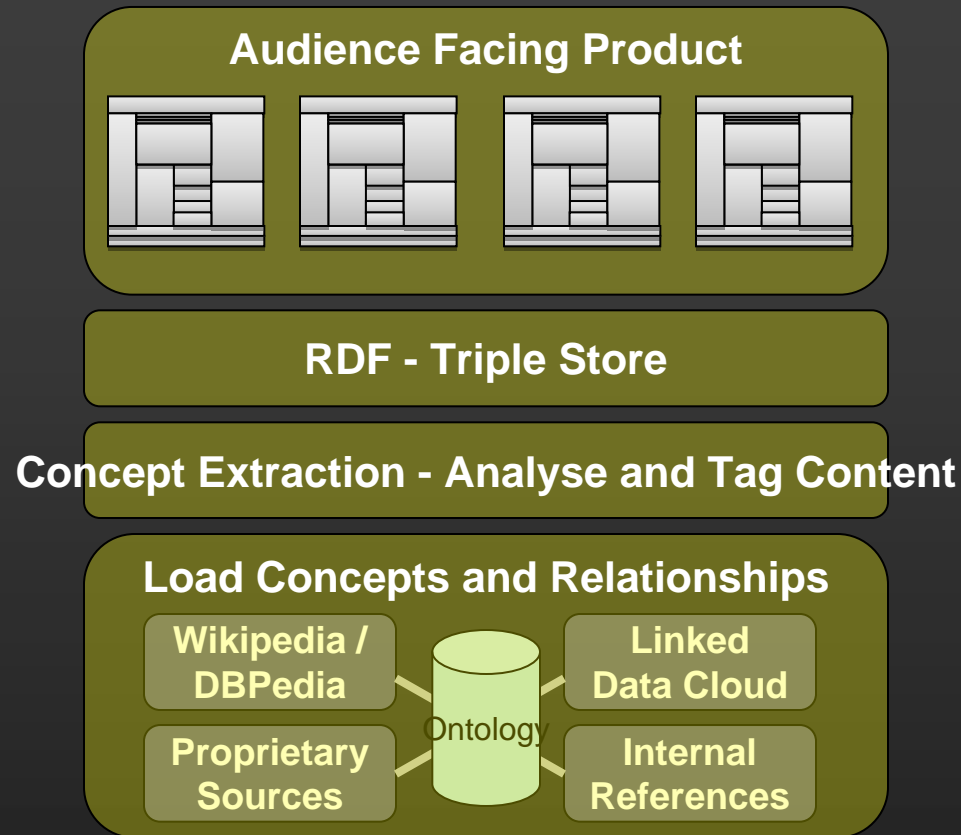 Audience Facing Product
RDF - Triple Store
Concept Extraction - Analyse and Tag Content
Load Concepts and Relationships
Wikipedia /
DBPedia
Linked
Data Cloud
Ontology
Proprietary
Sources
Internal
References